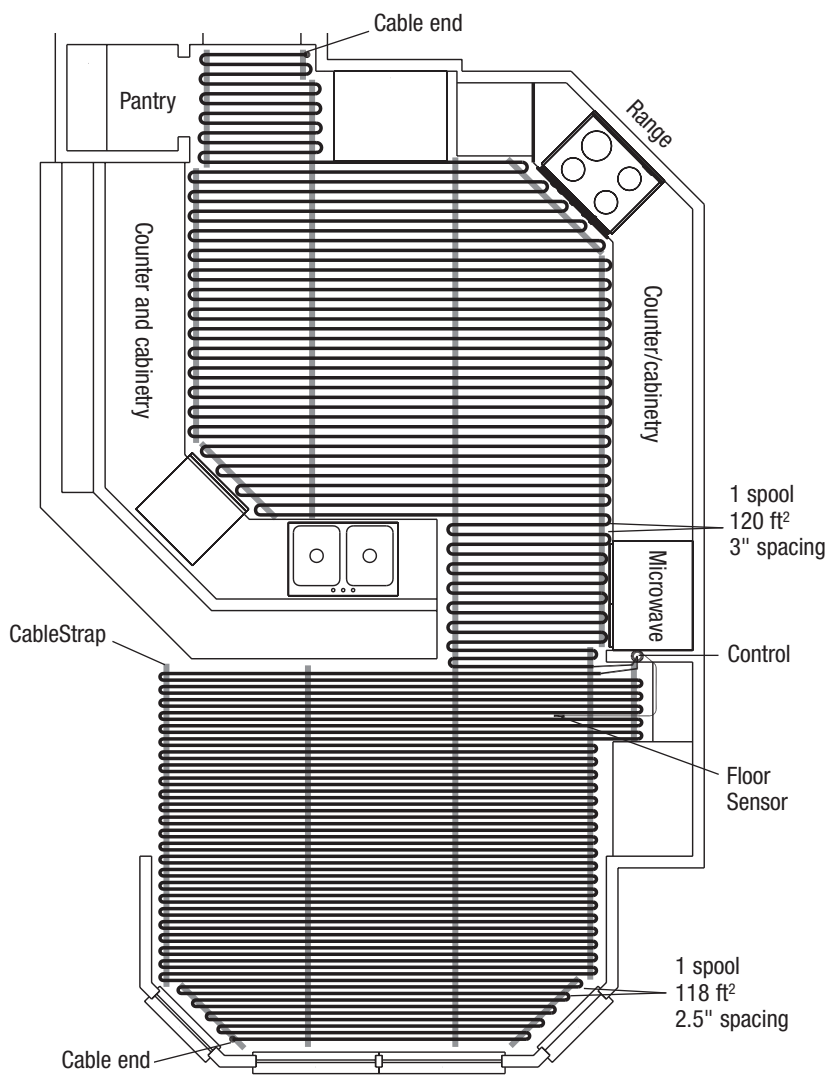 Cable end
Pantry
Range
Counter and cabinetry
Counter/cabinetry
1 spool
120 ft²
3" spacing
Microwave
CableStrap
Control
Floor
Sensor
1 spool
118 ft²
2.5" spacing
Cable end